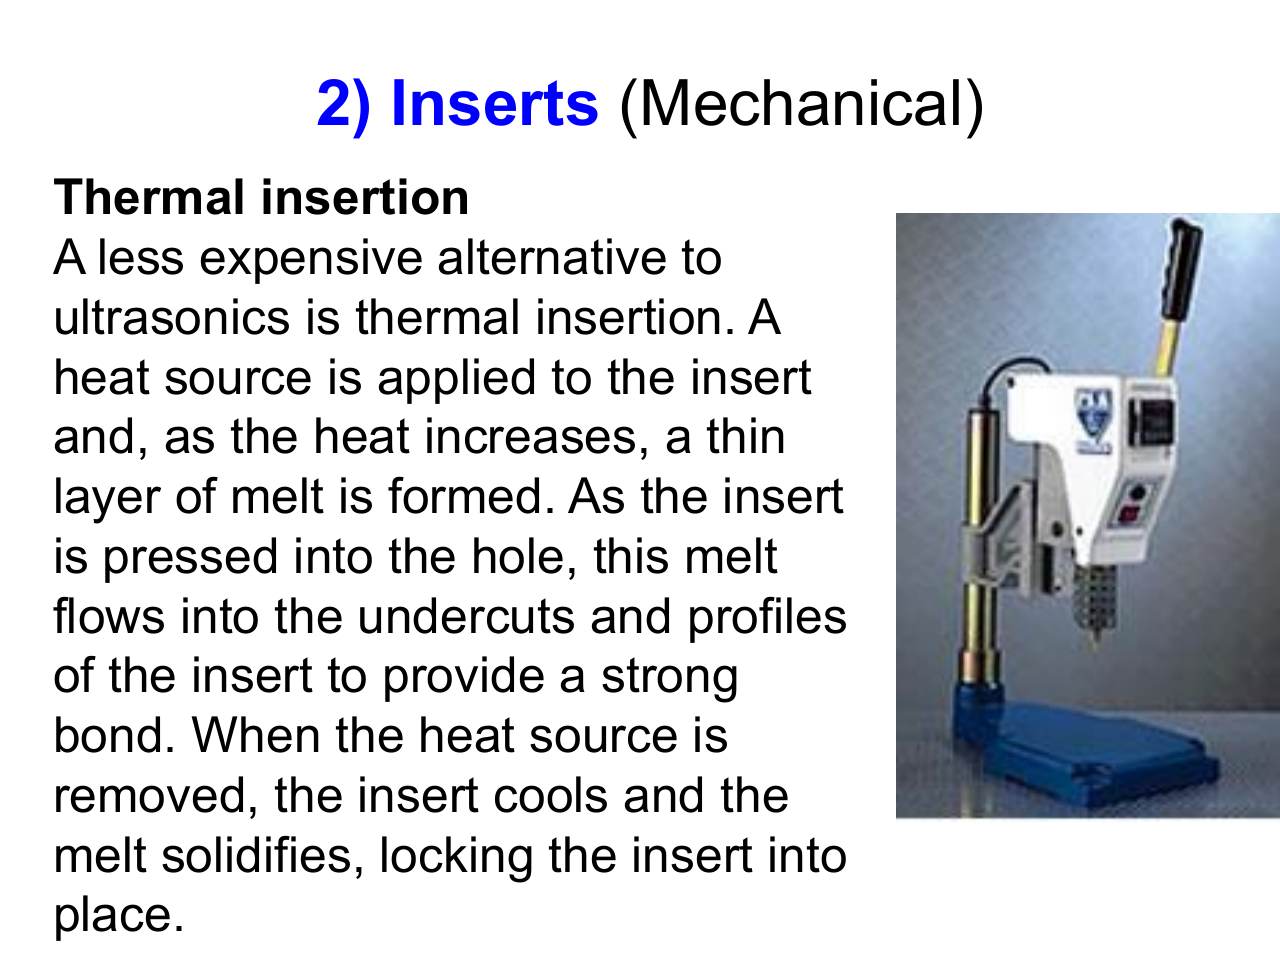 2) Inserts (Mechanical)
Thermal insertion
A less expensive alternative to
ultrasonics is thermal insertion. A
heat source is applied to the insert
and, as the heat increases, a thin
layer of melt is formed. As the insert
is pressed into the hole, this melt
flows into the undercuts and profiles
of the insert to provide a strong
bond. When the heat source is
removed, the insert cools and the
melt solidifies, locking the insert into
place.